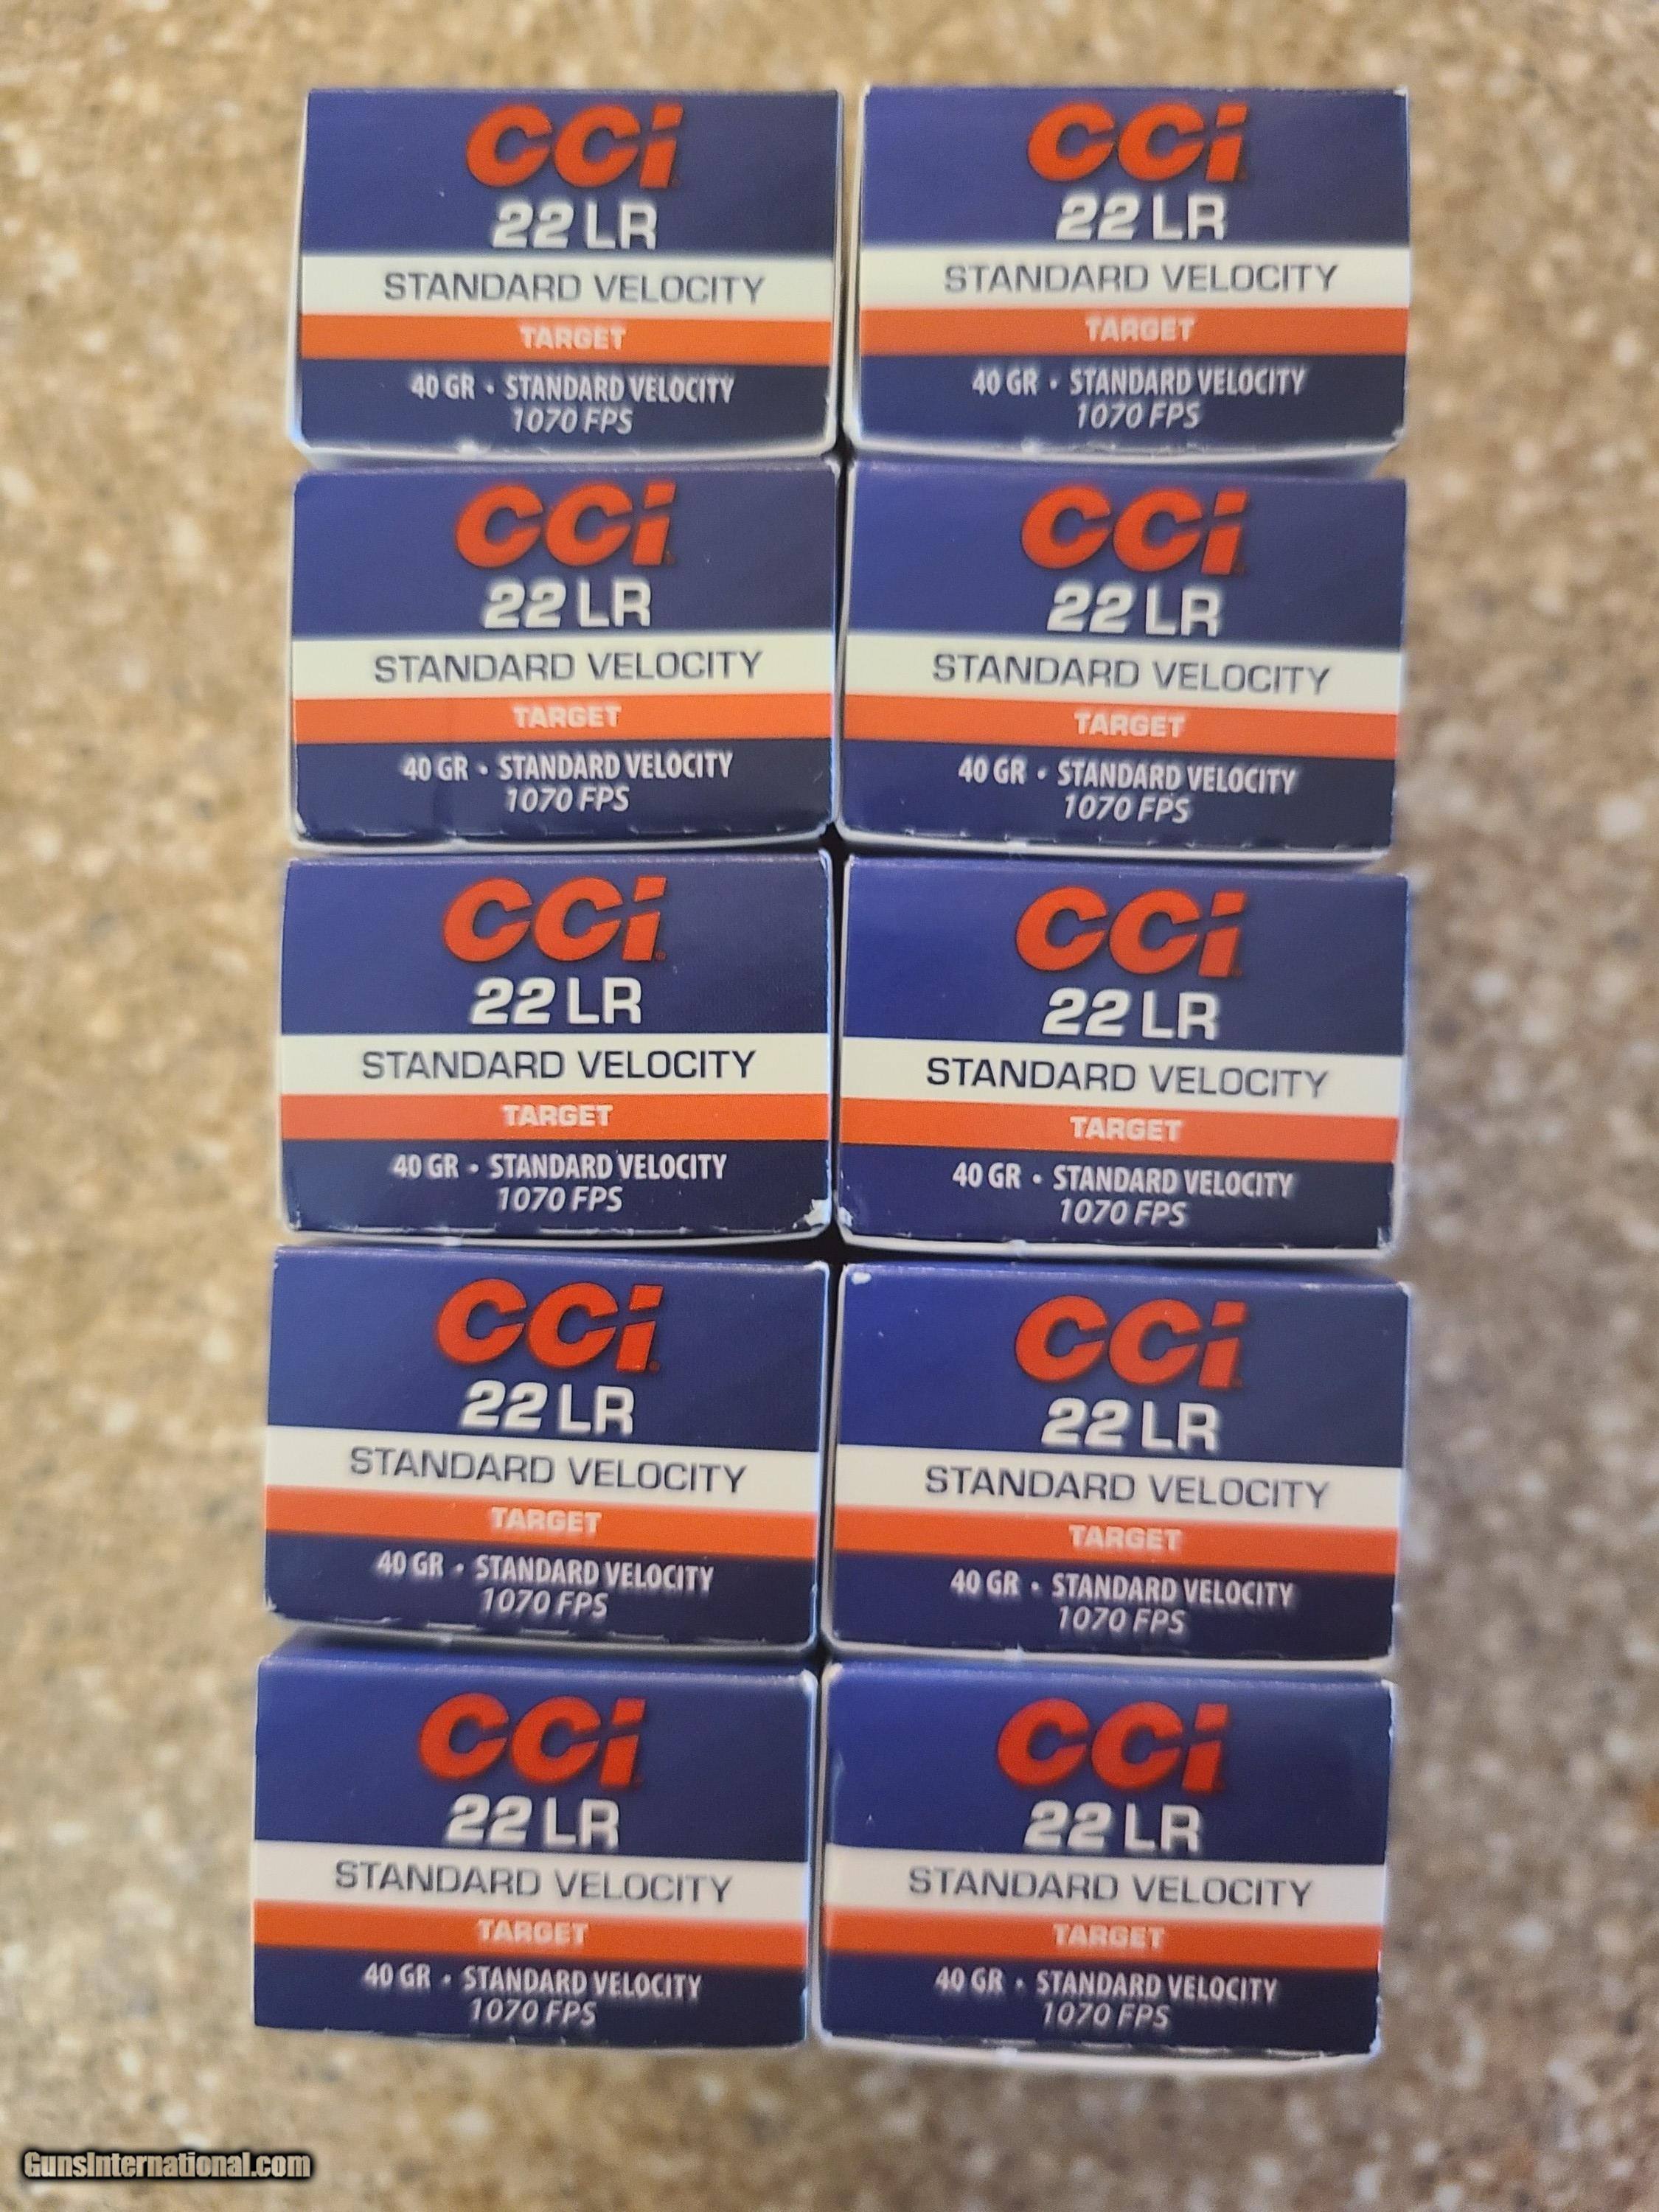 CCi
22 LR
STANDARD VELOCITY
TARGET
40 GR • STANDARD VELOCITY
1070 FPS
CCi
22 LR
STANDARD VELOCITY
TARGET
40 GR • STANDARD VELOCITY
1070 FPS
CCi
22 LR
STANDARD VELOCITY
TARGET
40 GR • STANDARD VELOCITY
1070 FPS
CCi
22 LR
STANDARD VELOCITY
TARGET
40 GR • STANDARD VELOCITY
1070 FPS
CCi
22 LR
STANDARD VELOCITY
TARGET
40 GR • STANDARD VELOCITY
1070 FPS
CCi
22 LR
STANDARD VELOCITY
TARGET
40 GR • STANDARD VELOCITY
1070 FPS
CCi
22 LR
STANDARD VELOCITY
TARGET
40 GR • STANDARD VELOCITY
1070 FPS
CCi
22 LR
STANDARD VELOCITY
TARGET
40 GR • STANDARD VELOCITY
1070 FPS
CCi
22 LR
STANDARD VELOCITY
TARGET
40 GR • STANDARD VELOCITY
1070 FPS
CCi
22 LR
STANDARD VELOCITY
TARGET
40 GR • STANDARD VELOCITY
1070 FPS
GunsInternational.com